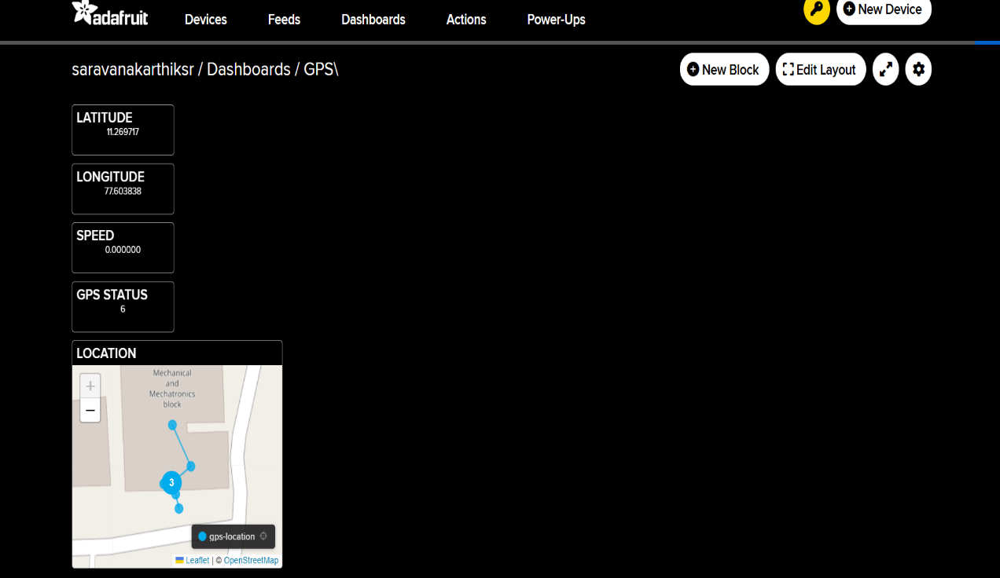 adafruit Devices Feeds Dashboards Actions Power-Ups New Device
saravanakarthiksr / Dashboards / GPS\ New Block Edit Layout
LATITUDE
11.269717
LONGITUDE
77.603838
SPEED
0.000000
GPS STATUS
6
LOCATION
+
−
Mechanical
and
Mechatronics
block
3
gps-location
Leaflet | © OpenStreetMap